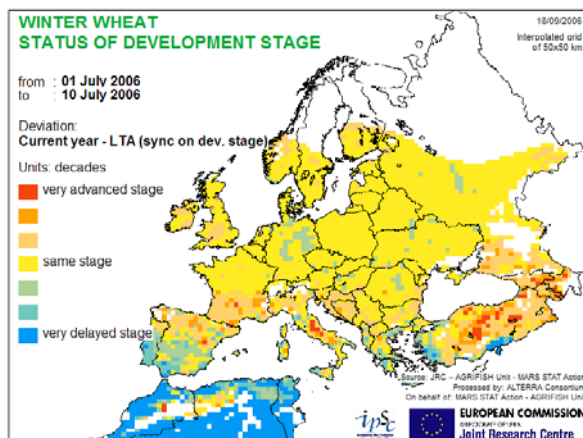 WINTER WHEAT
STATUS OF DEVELOPMENT STAGE
18/09/2006
Interpolated grid
of 50x50 km
from : 01 July 2006
to : 10 July 2006
Deviation:
Current year - LTA (sync on dev. stage)
Units: decades
very advanced stage
same stage
very delayed stage
Source: JRC – AGRIFISH Unit - MARS STAT Action
Processed by: ALTERRA Consortium
On behalf of: MARS STAT Action - AGRIFISH Unit
ipsc
EUROPEAN COMMISSION
Joint Research Centre